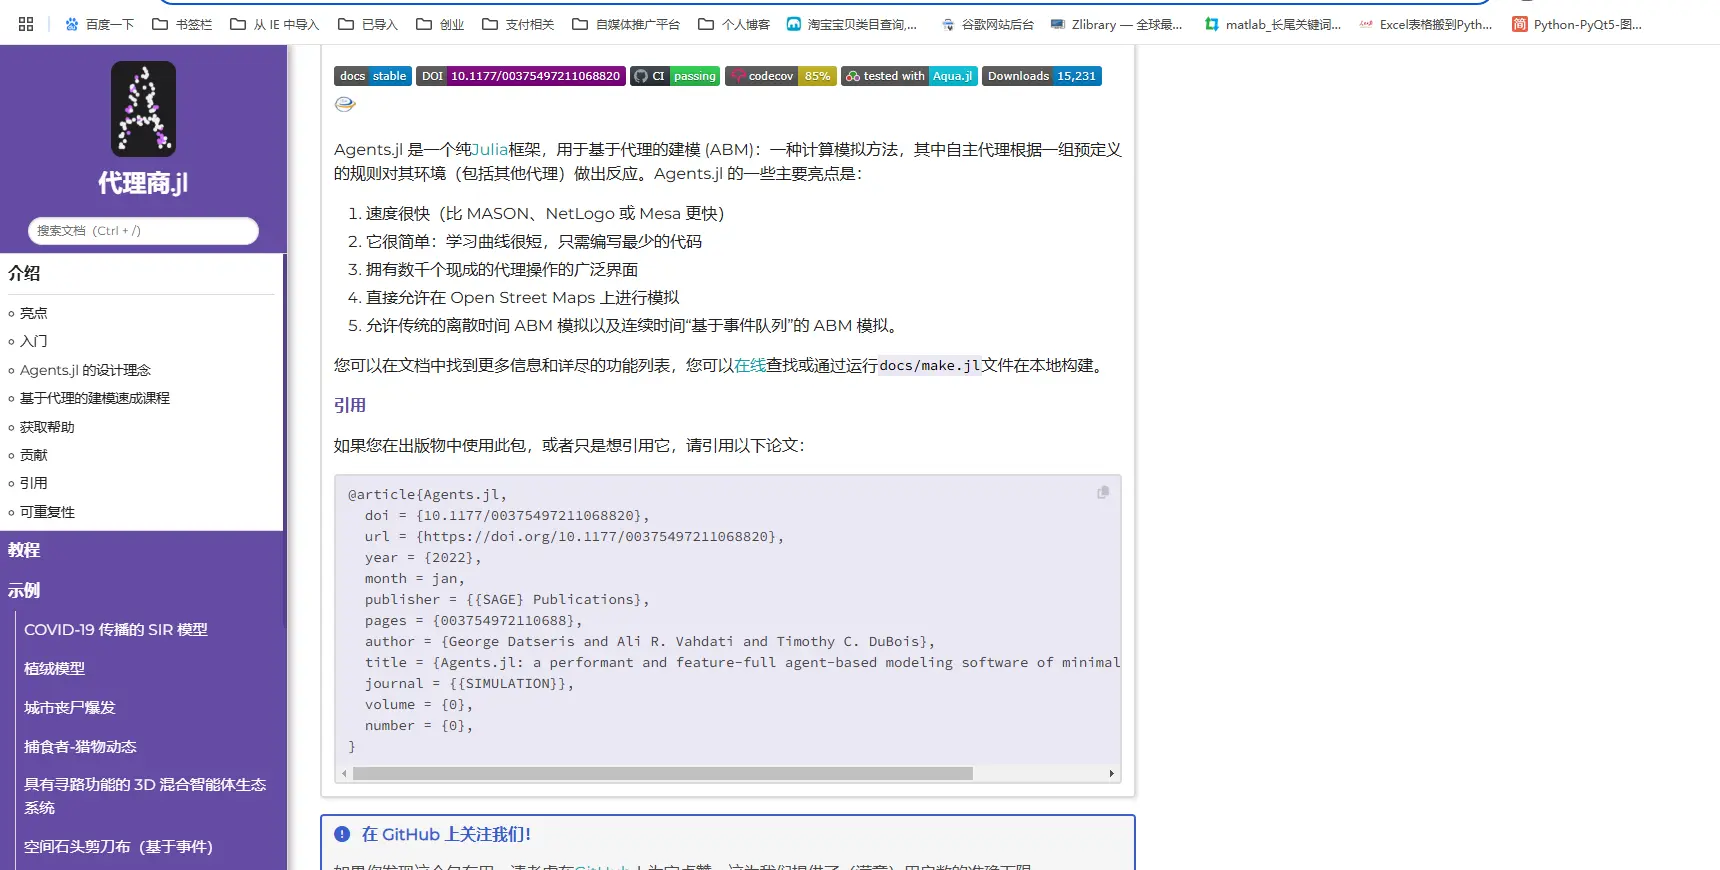 百度一下 书签栏 从 IE 中导入 已导入 创业 支付相关 自媒体推广平台 个人博客 淘宝宝贝类目查询,... 谷歌网站后台 Zlibrary — 全球最... matlab_长尾关键词... Excel表格搬到Pyth... 简 Python-PyQt5-图...
代理商.jl
搜索文档（Ctrl + /）
介绍
亮点
入门
Agents.jl 的设计理念
基于代理的建模速成课程
获取帮助
贡献
引用
可重复性
教程
示例
COVID-19 传播的 SIR 模型
植绒模型
城市丧尸爆发
捕食者-猎物动态
具有寻路功能的 3D 混合智能体生态
系统
空间石头剪刀布（基于事件）
docs stable DOI 10.1177/00375497211068820 CI passing codecov 85% tested with Aqua.jl Downloads 15,231
Agents.jl 是一个纯Julia框架，用于基于代理的建模 (ABM)：一种计算模拟方法，其中自主代理根据一组预定义
的规则对其环境（包括其他代理）做出反应。Agents.jl 的一些主要亮点是：
1. 速度很快（比 MASON、NetLogo 或 Mesa 更快）
2. 它很简单：学习曲线很短，只需编写最少的代码
3. 拥有数千个现成的代理操作的广泛界面
4. 直接允许在 Open Street Maps 上进行模拟
5. 允许传统的离散时间 ABM 模拟以及连续时间“基于事件队列”的 ABM 模拟。
您可以在文档中找到更多信息和详尽的功能列表，您可以在线查找或通过运行docs/make.jl文件在本地构建。
引用
如果您在出版物中使用此包，或者只是想引用它，请引用以下论文：
@article{Agents.jl,
doi = {10.1177/00375497211068820},
url = {https://doi.org/10.1177/00375497211068820},
year = {2022},
month = jan,
publisher = {{SAGE} Publications},
pages = {003754972110688},
author = {George Datseris and Ali R. Vahdati and Timothy C. DuBois},
title = {Agents.jl: a performant and feature-full agent-based modeling software of minimal
journal = {{SIMULATION}},
volume = {0},
number = {0},
}
在 GitHub 上关注我们！